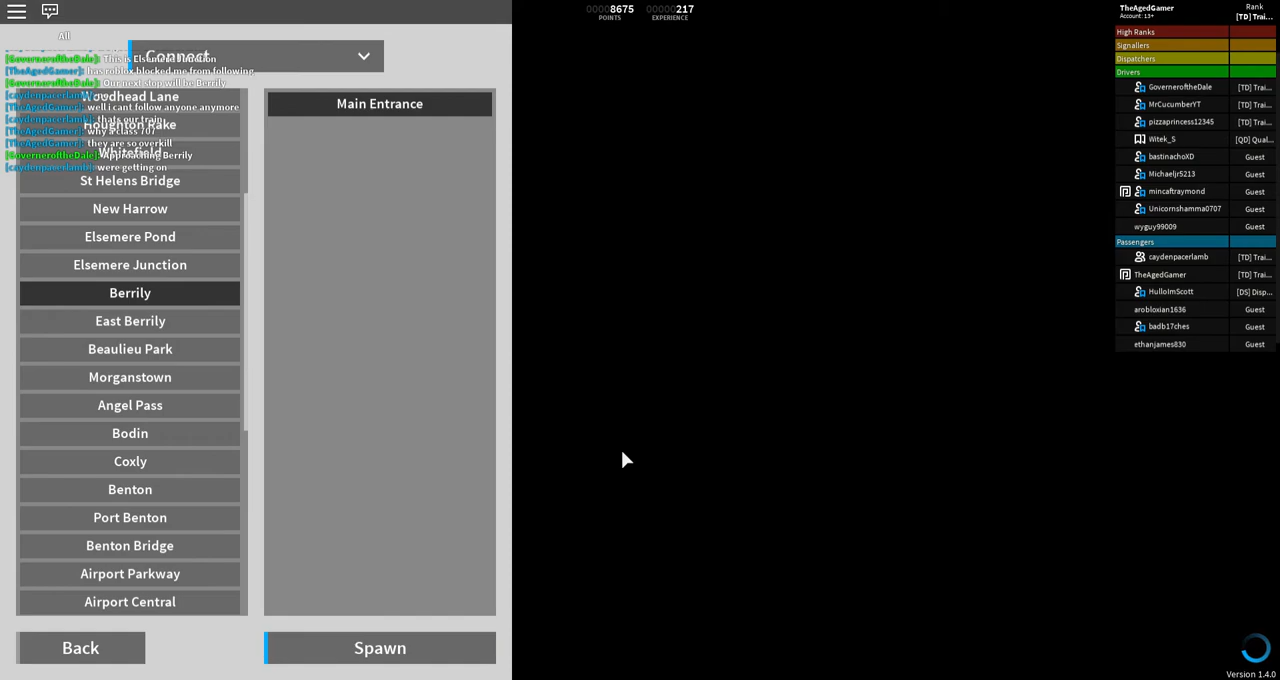 00008675
POINTS
00000217
EXPERIENCE
TheAgedGamer
Account: 13+
Rank
[TD] Trai...
All
Connect
[GoverneroftheDale]: This is Elsemere Junction
[TheAgedGamer]: has roblox blocked me from following
[GoverneroftheDale]: Our next stop will be Berrily
[TheAgedGamer]: well i cant follow anyone anymore
[caydenpacerlamb]: thats our train
[TheAgedGamer]: why a class 707
[TheAgedGamer]: they are so overkill
[GoverneroftheDale]: Approaching Berrily
[caydenpacerlamb]: were getting on
Woodhead Lane
Houghton Rake
Whitefield
St Helens Bridge
New Harrow
Elsemere Pond
Elsemere Junction
Berrily
East Berrily
Beaulieu Park
Morganstown
Angel Pass
Bodin
Coxly
Benton
Port Benton
Benton Bridge
Airport Parkway
Airport Central
Main Entrance
Back
Spawn
High Ranks
Signallers
Dispatchers
Drivers
GoverneroftheDale [TD] Trai...
MrCucumberYT [TD] Trai...
pizzaprincess12345 [TD] Trai...
Witek_S [QD] Qual...
bastinachoXD Guest
Michaeljr5213 Guest
mincaftraymond Guest
Unicornshamma0707 Guest
wyguy99009 Guest
Passengers
caydenpacerlamb [TD] Trai...
TheAgedGamer [TD] Trai...
HulloImScott [DS] Disp...
arobloxian1636 Guest
badb17ches Guest
ethanjames830 Guest
Version 1.4.0